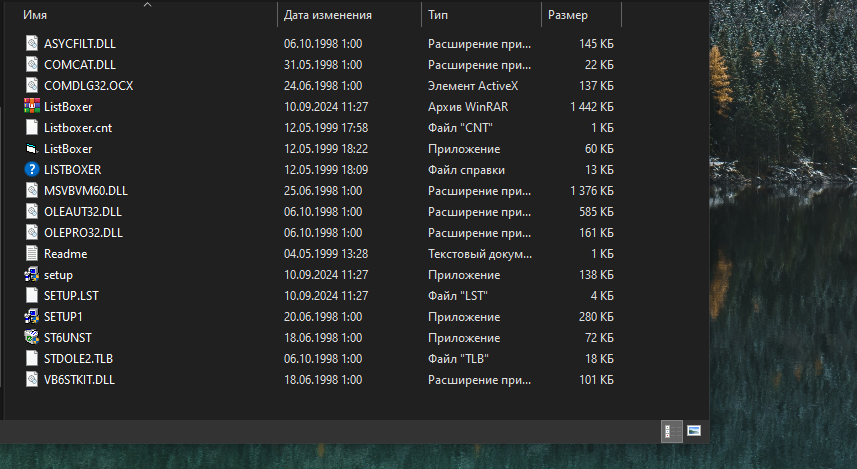 Имя Дата изменения Тип Размер
ASYCFILT.DLL 06.10.1998 1:00 Расширение при... 145 КБ
COMCAT.DLL 31.05.1998 1:00 Расширение при... 22 КБ
COMDLG32.OCX 24.06.1998 1:00 Элемент ActiveX 137 КБ
ListBoxer 10.09.2024 11:27 Архив WinRAR 1 442 КБ
Listboxer.cnt 12.05.1999 17:58 Файл "CNT" 1 КБ
ListBoxer 12.05.1999 18:22 Приложение 60 КБ
LISTBOXER 12.05.1999 18:09 Файл справки 13 КБ
MSVBVM60.DLL 25.06.1998 1:00 Расширение при... 1 376 КБ
OLEAUT32.DLL 06.10.1998 1:00 Расширение при... 585 КБ
OLEPRO32.DLL 06.10.1998 1:00 Расширение при... 161 КБ
Readme 04.05.1999 13:28 Текстовый докум... 1 КБ
setup 10.09.2024 11:27 Приложение 138 КБ
SETUP.LST 10.09.2024 11:27 Файл "LST" 4 КБ
SETUP1 20.06.1998 1:00 Приложение 280 КБ
ST6UNST 18.06.1998 1:00 Приложение 72 КБ
STDOLE2.TLB 06.10.1998 1:00 Файл "TLB" 18 КБ
VB6STKIT.DLL 18.06.1998 1:00 Расширение при... 101 КБ